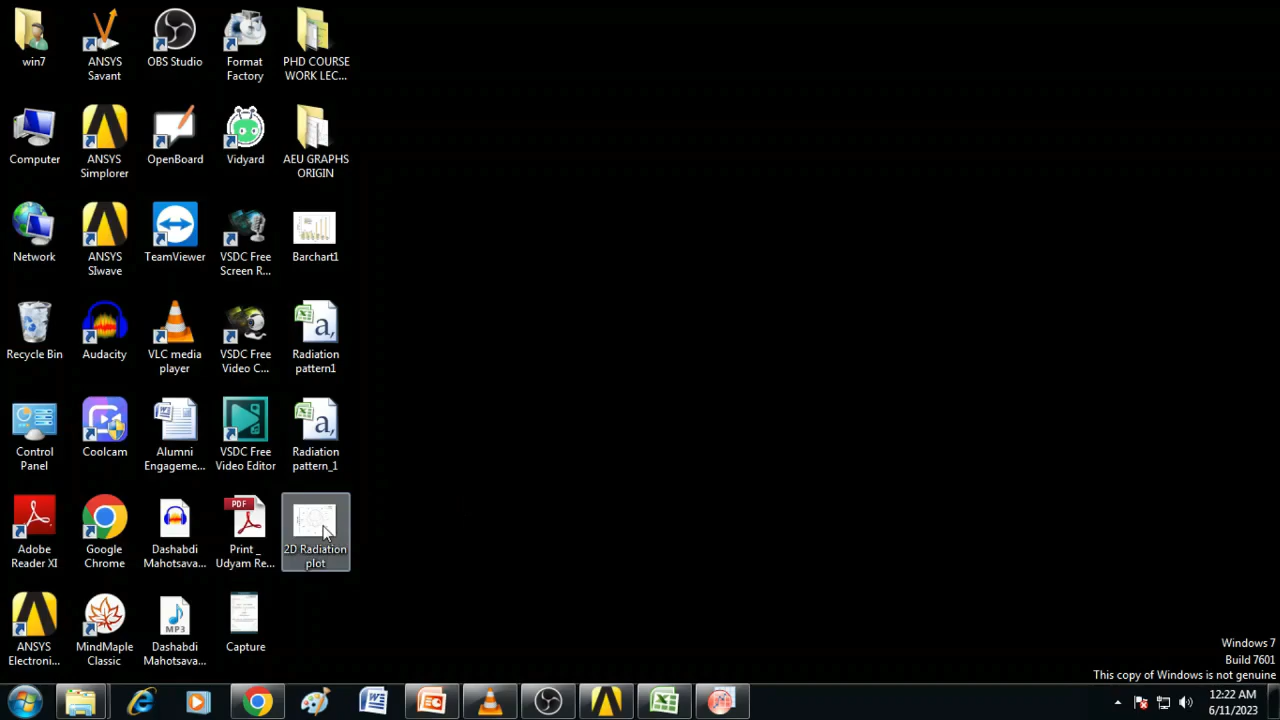 win7
ANSYS
Savant
OBS Studio
Format
Factory
PHD COURSE
WORK LEC...
Computer
ANSYS
Simplorer
OpenBoard
Vidyard
AEU GRAPHS
ORIGIN
Network
ANSYS
SIwave
TeamViewer
VSDC Free
Screen R...
Barchart1
Recycle Bin
Audacity
VLC media
player
VSDC Free
Video C...
a,
Radiation
pattern1
Control
Panel
Coolcam
Alumni
Engageme...
VSDC Free
Video Editor
a,
Radiation
pattern_1
Adobe
Reader XI
Google
Chrome
Dashabdi
Mahotsava...
PDF
Print _
Udyam Re...
2D Radiation
plot
ANSYS
Electroni...
MindMaple
Classic
MP3
Dashabdi
Mahotsava...
Capture
Windows 7
Build 7601
This copy of Windows is not genuine
12:22 AM
6/11/2023